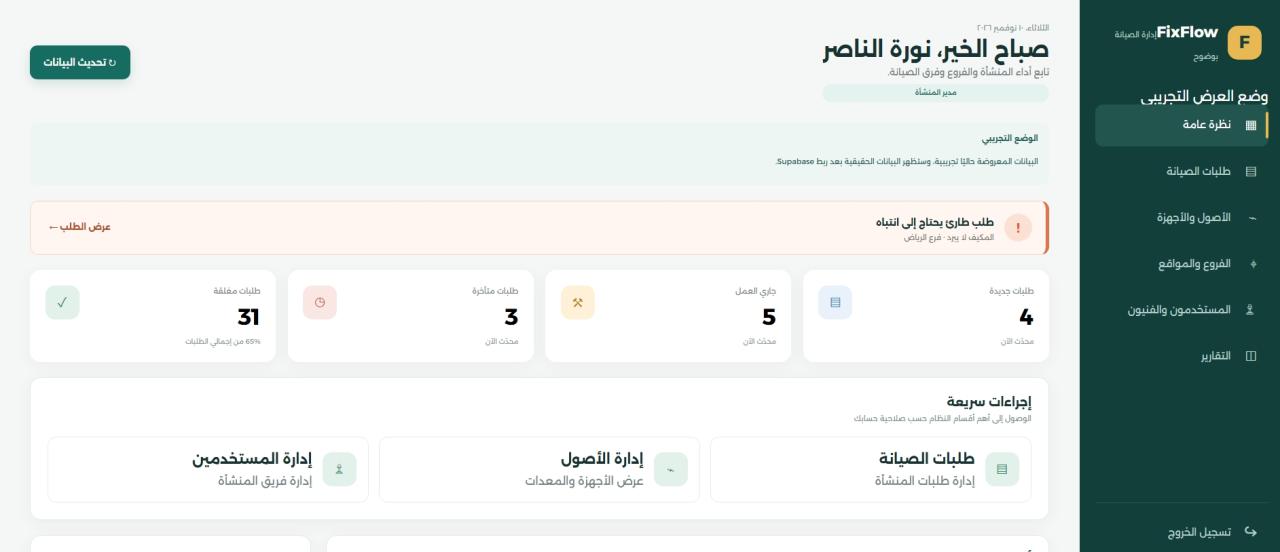 F
FixFlow إدارة الصيانة
بوضوح
وضع العرض التجريبي
نظرة عامة
طلبات الصيانة
الأصول والأجهزة
الفروع والمواقع
المستخدمون والفنيون
التقارير
تسجيل الخروج
الثلاثاء، ١٠ نوفمبر ٢٠٢٦
صباح الخير، نورة الناصر
تابع أداء المنشأة والفروع وفرق الصيانة.
مدير المنشأة
↻ تحديث البيانات
الوضع التجريبي
البيانات المعروضة حاليًا تجريبية، وستظهر البيانات الحقيقية بعد ربط Supabase.
!
طلب طارئ يحتاج إلى انتباه
المكيف لا يبرد · فرع الرياض
عرض الطلب ←
طلبات جديدة
4
محدّث الآن
جاري العمل
5
محدّث الآن
طلبات متأخرة
3
محدّث الآن
طلبات مغلقة
31
65% من إجمالي الطلبات
إجراءات سريعة
الوصول إلى أهم أقسام النظام حسب صلاحية حسابك
طلبات الصيانة
إدارة طلبات المنشأة
إدارة الأصول
عرض الأجهزة والمعدات
إدارة المستخدمين
إدارة فريق المنشأة